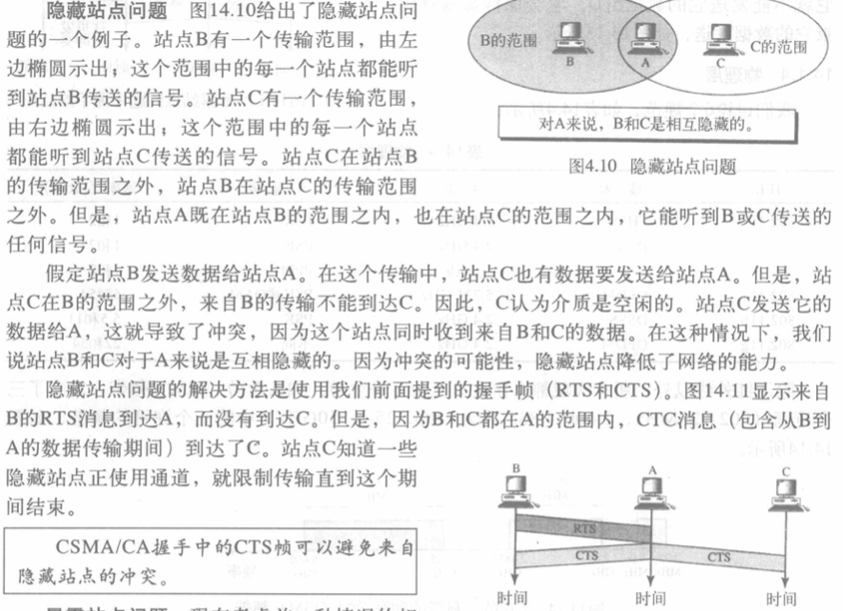 隐藏站点问题 图14.10给出了隐藏站点问
题的一个例子。站点B有一个传输范围，由左
边椭圆示出；这个范围中的每一个站点都能听
到站点B传送的信号。站点C有一个传输范围，
由右边椭圆示出；这个范围中的每一个站点
都能听到站点C传送的信号。站点C在站点B
的传输范围之外，站点B在站点C的传输范围
之外。但是，站点A既在站点B的范围之内，也在站点C的范围之内，它能听到B或C传送的
任何信号。
B的范围
B
A
C
C的范围
对A来说，B和C是相互隐藏的。
图4.10 隐藏站点问题
假定站点B发送数据给站点A。在这个传输中，站点C也有数据要发送给站点A。但是，站
点C在B的范围之外，来自B的传输不能到达C。因此，C认为介质是空闲的。站点C发送它的
数据给A，这就导致了冲突，因为这个站点同时收到来自B和C的数据。在这种情况下，我们
说站点B和C对于A来说是互相隐藏的。因为冲突的可能性，隐藏站点降低了网络的能力。
隐藏站点问题的解决方法是使用我们前面提到的握手帧（RTS和CTS）。图14.11显示来自
B的RTS消息到达A，而没有到达C。但是，因为B和C都在A的范围内，CTC消息（包含从B到
A的数据传输期间）到达了C。站点C知道一些
隐藏站点正使用通道，就限制传输直到这个期
间结束。
CSMA/CA握手中的CTS帧可以避免来自
隐藏站点的冲突。
B
A
C
RTS
CTS
CTS
时间
时间
时间